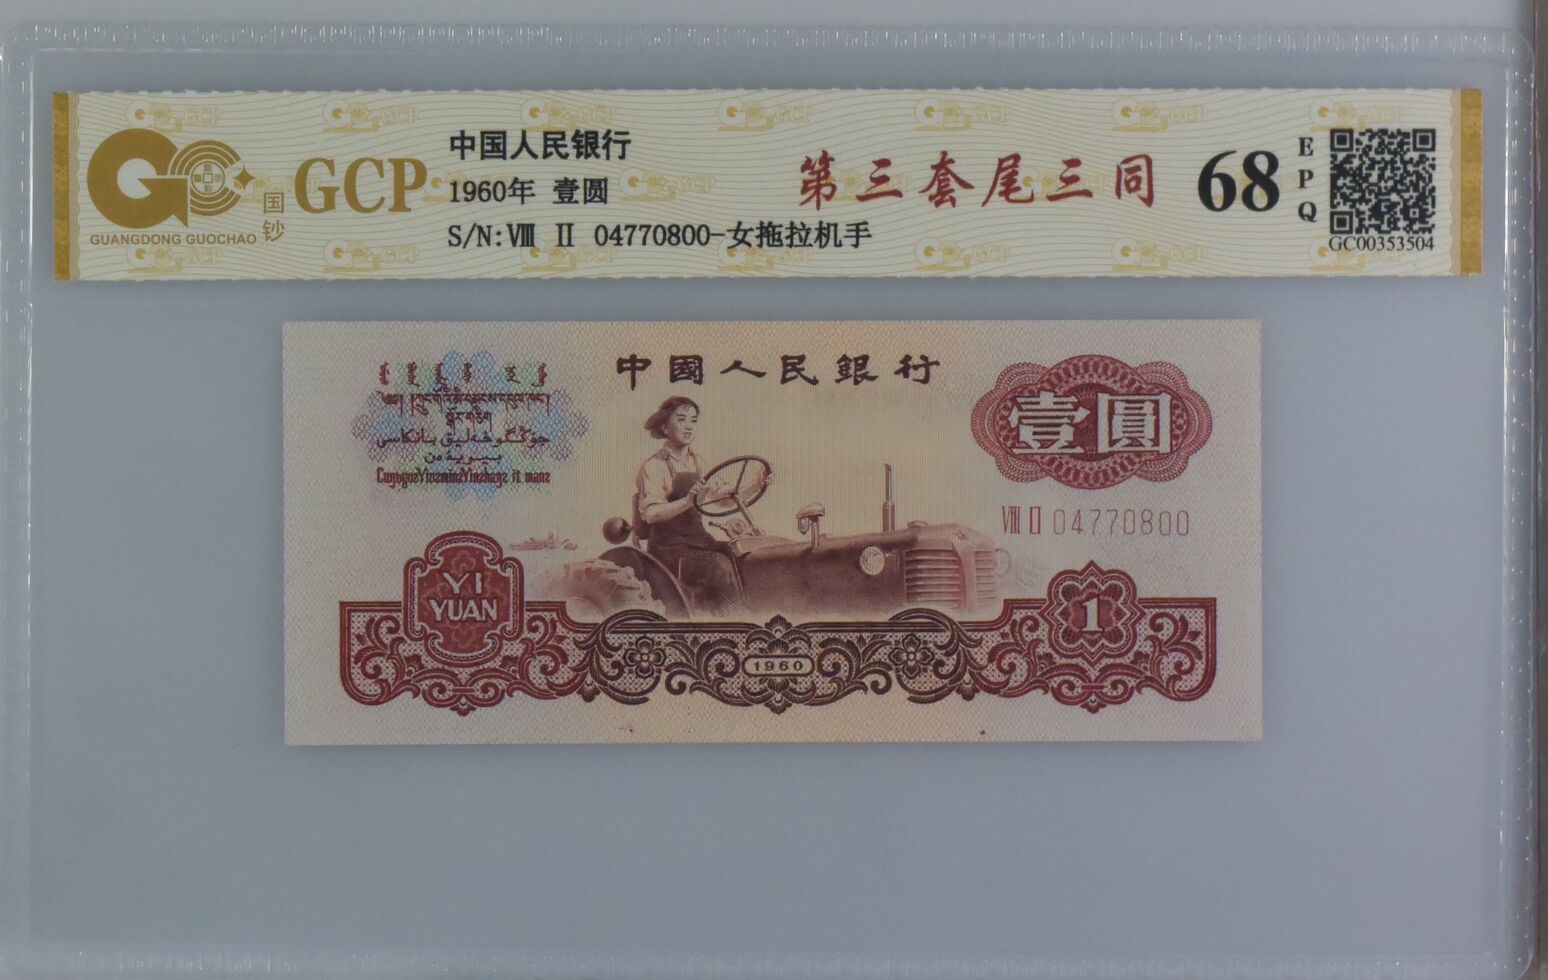 GCP
国钞
GUANGDONG GUOCHAO
中国人民银行
1960年 壹圆
S/N:Ⅷ Ⅱ 04770800-女拖拉机手
第三套尾三同
68
EPQ
GC00353504
中國人民銀行
壹圓
Ⅷ Ⅱ 04770800
YI
YUAN
1960
1